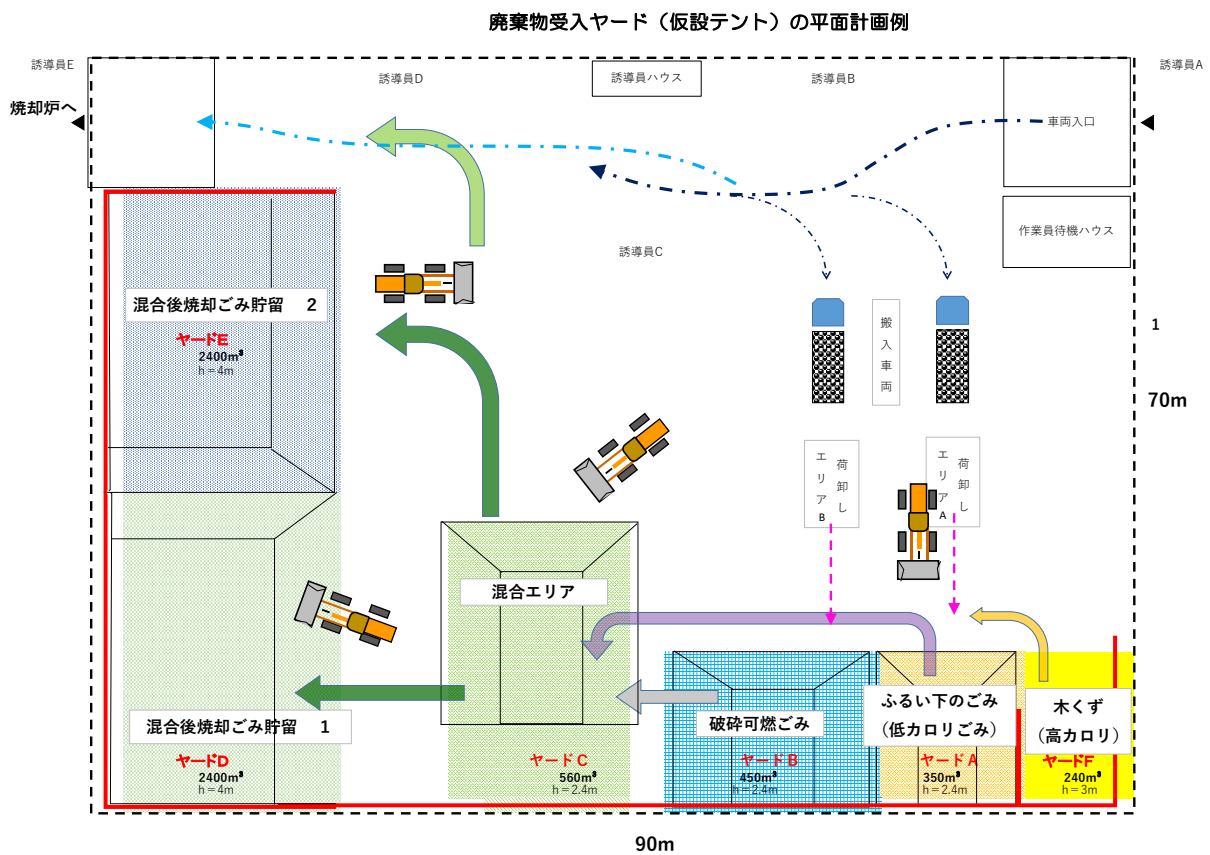 廃棄物受入ヤード（仮設テント）の平面計画例
誘導員E
誘導員D
誘導員ハウス
誘導員B
誘導員A
焼却炉へ
車両入口
作業員待機ハウス
誘導員C
混合後焼却ごみ貯留　2
ヤードE
2400m³
h＝4m
搬入車両
1
70m
荷卸し
エリアB
荷卸し
エリアA
混合エリア
混合後焼却ごみ貯留　1
ヤードD
2400m³
h＝4m
ヤードC
560m³
h＝2.4m
破砕可燃ごみ
ヤードB
450m³
h＝2.4m
ふるい下のごみ
（低カロリごみ）
ヤードA
350m³
h＝2.4m
木くず
（高カロリ）
ヤードF
240m³
h＝3m
90m